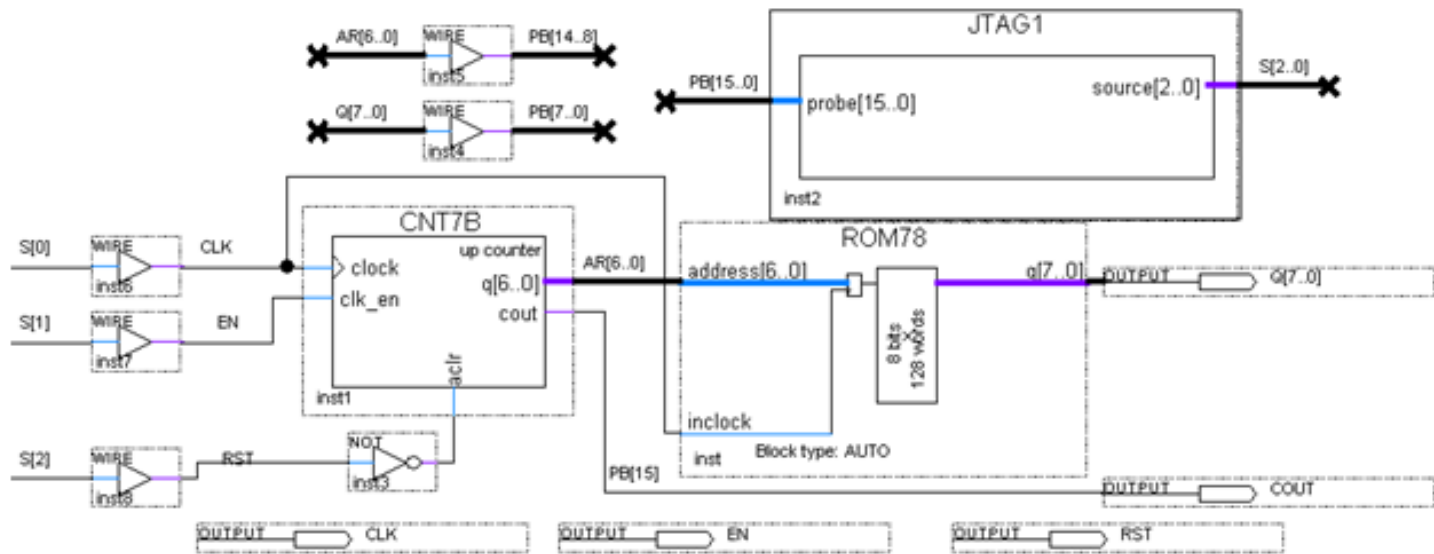 AR[6..0] WIRE PB[14..8]
inst5
Q[7..0] WIRE PB[7..0]
inst4
JTAG1
PB[15..0] probe[15..0] source[2..0] S[2..0]
inst2
S[0] WIRE CLK
inst6
S[1] WIRE EN
inst7
S[2] WIRE RST
inst8
NOT
inst3
CNT7B
up counter
clock
q[6..0]
clk_en
cout
aclr
inst1
AR[6..0]
PB[15]
ROM78
address[6..0] q[7..0]
8 bits
×
128 words
inclock
Block type: AUTO
inst
OUTPUT Q[7..0]
OUTPUT COUT
OUTPUT CLK
OUTPUT EN
OUTPUT RST